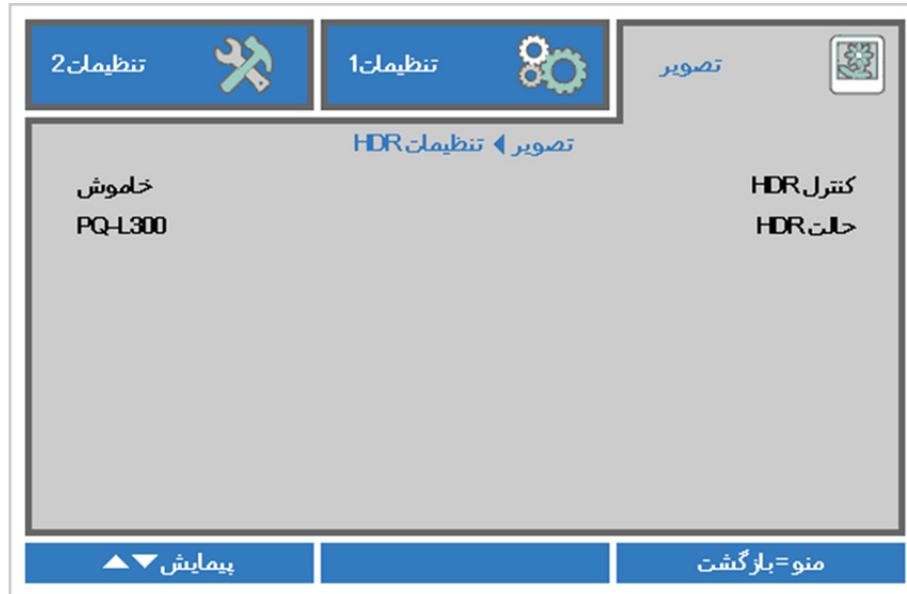 تصویر
تنظیمات1
تنظیمات2
تصویر ◀ تنظیمات HDR
کنترل HDR
خاموش
حالت HDR
PQ-L300
منو=بازگشت
پیمایش▼▲